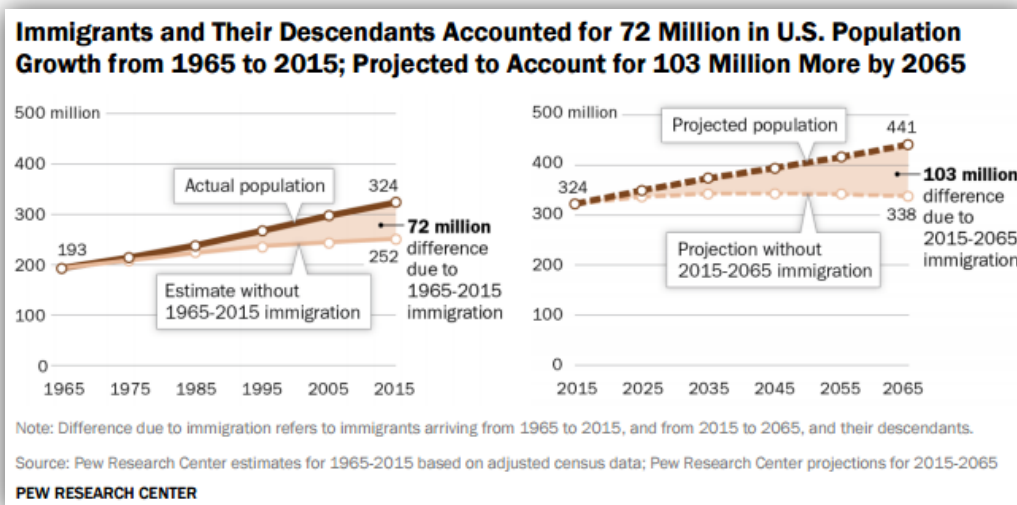 Immigrants and Their Descendants Accounted for 72 Million in U.S. Population
Growth from 1965 to 2015; Projected to Account for 103 Million More by 2065
500 million
400
300
200
100
0
193
Actual population
324
252
72 million
difference
due to
1965-2015
immigration
Estimate without
1965-2015 immigration
1965 1975 1985 1995 2005 2015
500 million
400
300
200
100
0
324
Projected population
441
338
103 million
difference
due to
2015-2065
immigration
Projection without
2015-2065 immigration
2015 2025 2035 2045 2055 2065
Note: Difference due to immigration refers to immigrants arriving from 1965 to 2015, and from 2015 to 2065, and their descendants.
Source: Pew Research Center estimates for 1965-2015 based on adjusted census data; Pew Research Center projections for 2015-2065
PEW RESEARCH CENTER